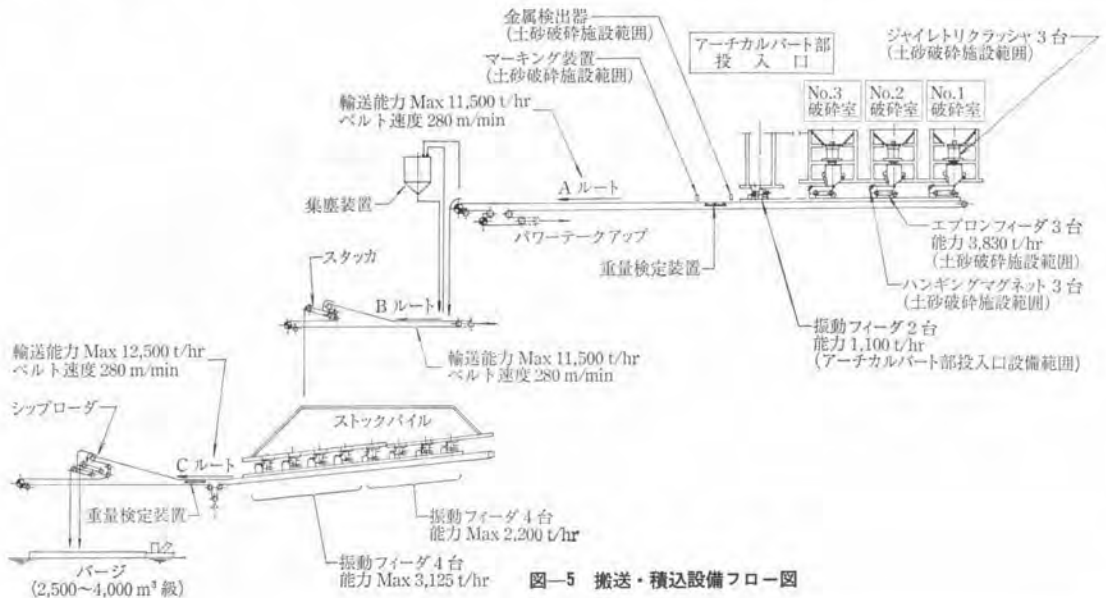 金属検出器
(土砂破砕施設範囲)
マーキング装置
(土砂破砕施設範囲)
アーチカルバート部
投入口
ジャイレトリクラッシャ3台
(土砂破砕施設範囲)
No.3
破砕室
No.2
破砕室
No.1
破砕室
輸送能力 Max 11,500 t/hr
ベルト速度 280 m/min
Aルート
集塵装置
パワーテークアップ
重量検定装置
エプロンフィーダ3台
能力 3,830 t/hr
(土砂破砕施設範囲)
ハンギングマグネット3台
(土砂破砕施設範囲)
振動フィーダ2台
能力 1,100 t/hr
(アーチカルバート部投入口設備範囲)
スタッカ
Bルート
輸送能力 Max 11,500 t/hr
ベルト速度 280 m/min
輸送能力 Max 12,500 t/hr
ベルト速度 280 m/min
シップローダ
ストックパイル
Cルート
重量検定装置
振動フィーダ4台
能力 Max 2,200 t/hr
振動フィーダ4台
能力 Max 3,125 t/hr
バージ
(2,500～4,000 m³ 級)
図―5 搬送・積込設備フロー図